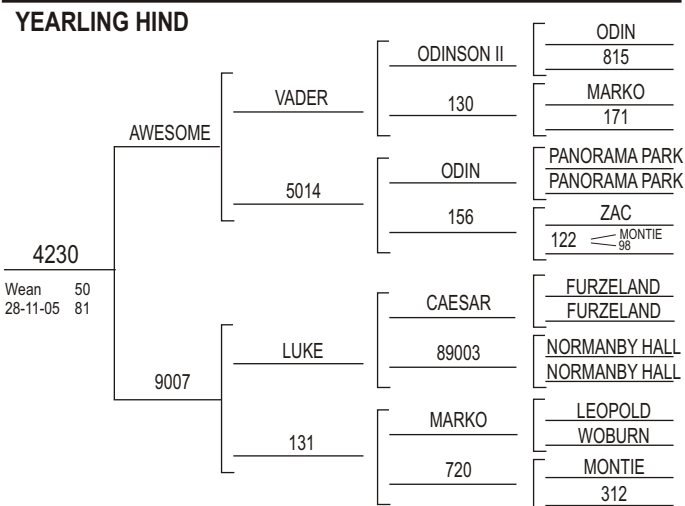 YEARLING HIND
ODIN
ODINSON II
815
VADER
MARKO
130
171
AWESOME
PANORAMA PARK
ODIN
PANORAMA PARK
5014
156
ZAC
122 MONTIE
98
4230
Wean 50
28-11-05 81
FURZELAND
CAESAR
FURZELAND
LUKE
89003
NORMANBY HALL
NORMANBY HALL
9007
LEOPOLD
MARKO
WOBURN
131
720
MONTIE
312